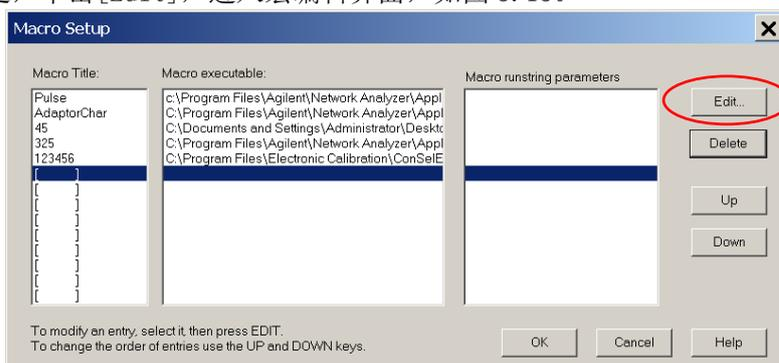 Macro Setup
Macro Title:
Macro executable:
Macro runstring parameters
Pulse
c:\Program Files\Agilent\Network Analyzer\Appl
AdaptorChar
C:\Program Files\Agilent\Network Analyzer\Appl
45
C:\Documents and Settings\Administrator\Deskto
325
C:\Program Files\Agilent\Network Analyzer\Appl
123456
C:\Program Files\Electronic Calibration\ConSelE
[ ]
[ ]
[ ]
[ ]
[ ]
[ ]
[ ]
[ ]
[ ]
Edit...
Delete
Up
Down
To modify an entry, select it, then press EDIT.
To change the order of entries use the UP and DOWN keys.
OK
Cancel
Help